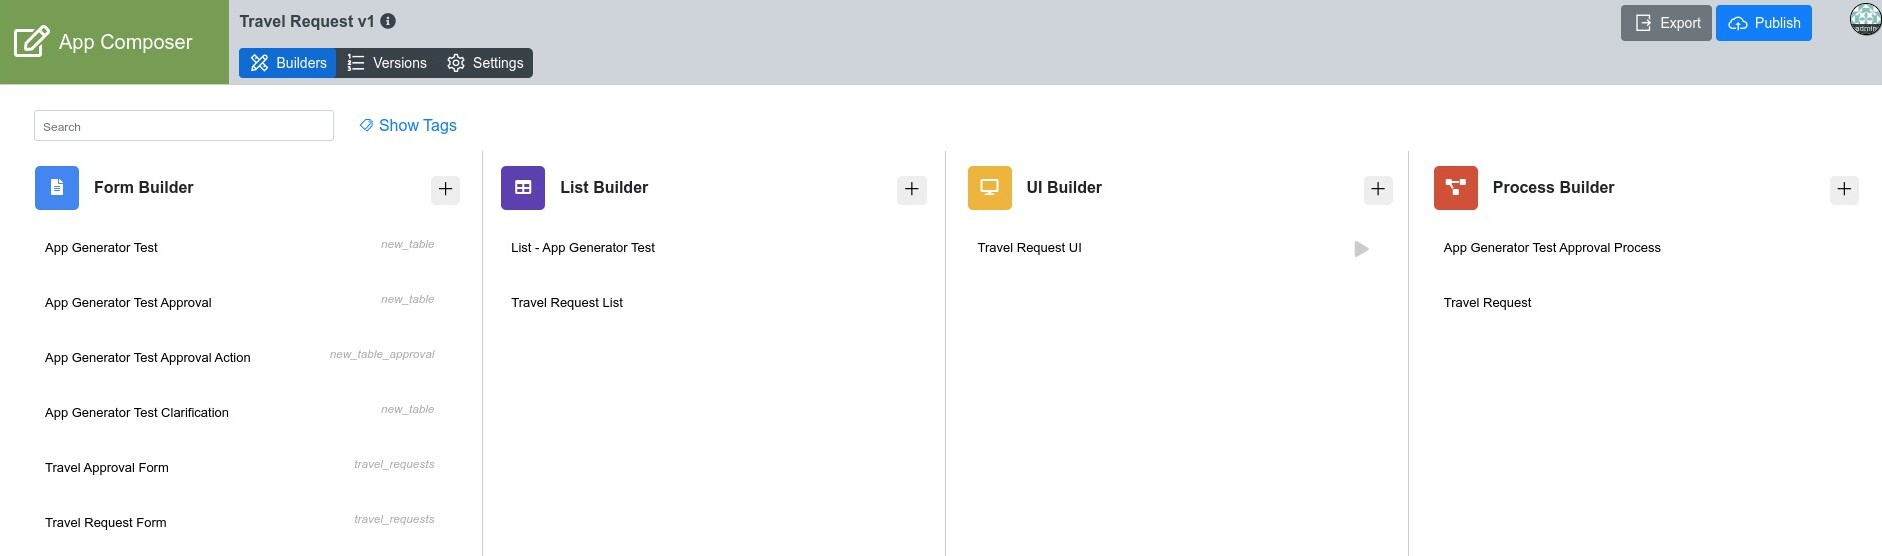 App Composer
Travel Request v1
Export
Publish
admin
Builders
Versions
Settings
Search
Show Tags
Form Builder
App Generator Test new_table
App Generator Test Approval new_table
App Generator Test Approval Action new_table_approval
App Generator Test Clarification new_table
Travel Approval Form travel_requests
Travel Request Form travel_requests
List Builder
List - App Generator Test
Travel Request List
UI Builder
Travel Request UI
Process Builder
App Generator Test Approval Process
Travel Request